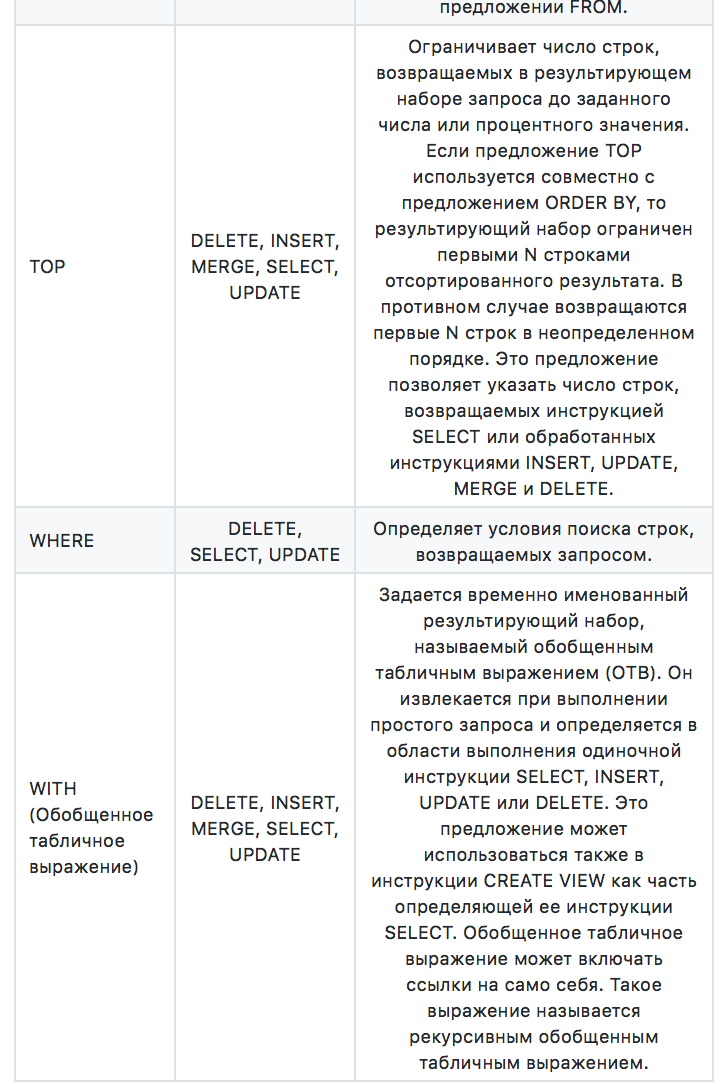 предложении FROM.
TOP
DELETE, INSERT,
MERGE, SELECT,
UPDATE
Ограничивает число строк,
возвращаемых в результирующем
наборе запроса до заданного
числа или процентного значения.
Если предложение TOP
используется совместно с
предложением ORDER BY, то
результирующий набор ограничен
первыми N строками
отсортированного результата. В
противном случае возвращаются
первые N строк в неопределенном
порядке. Это предложение
позволяет указать число строк,
возвращаемых инструкцией
SELECT или обработанных
инструкциями INSERT, UPDATE,
MERGE и DELETE.
WHERE
DELETE,
SELECT, UPDATE
Определяет условия поиска строк,
возвращаемых запросом.
WITH
(Обобщенное
табличное
выражение)
DELETE, INSERT,
MERGE, SELECT,
UPDATE
Задается временно именованный
результирующий набор,
называемый обобщенным
табличным выражением (ОТВ). Он
извлекается при выполнении
простого запроса и определяется в
области выполнения одиночной
инструкции SELECT, INSERT,
UPDATE или DELETE. Это
предложение может
использоваться также в
инструкции CREATE VIEW как часть
определяющей ее инструкции
SELECT. Обобщенное табличное
выражение может включать
ссылки на само себя. Такое
выражение называется
рекурсивным обобщенным
табличным выражением.